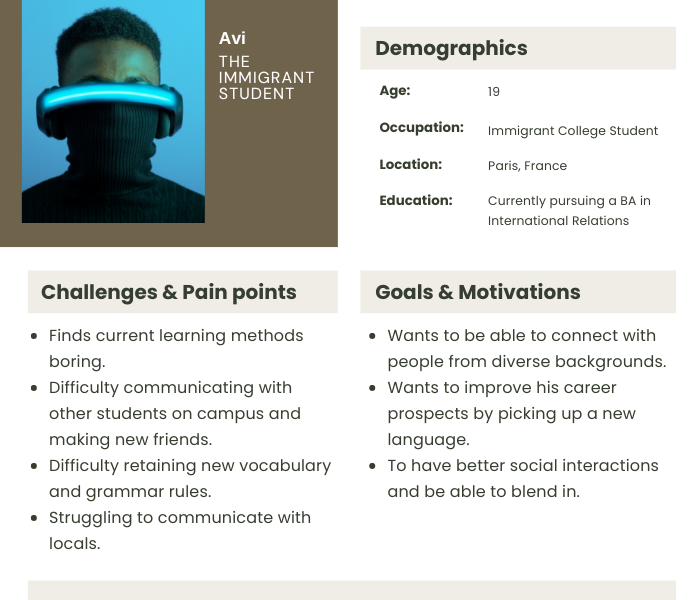 Avi
THE
IMMIGRANT
STUDENT
Demographics
Age: 19
Occupation: Immigrant College Student
Location: Paris, France
Education: Currently pursuing a BA in
International Relations
Challenges & Pain points
• Finds current learning methods
boring.
• Difficulty communicating with
other students on campus and
making new friends.
• Difficulty retaining new vocabulary
and grammar rules.
• Struggling to communicate with
locals.
Goals & Motivations
• Wants to be able to connect with
people from diverse backgrounds.
• Wants to improve his career
prospects by picking up a new
language.
• To have better social interactions
and be able to blend in.